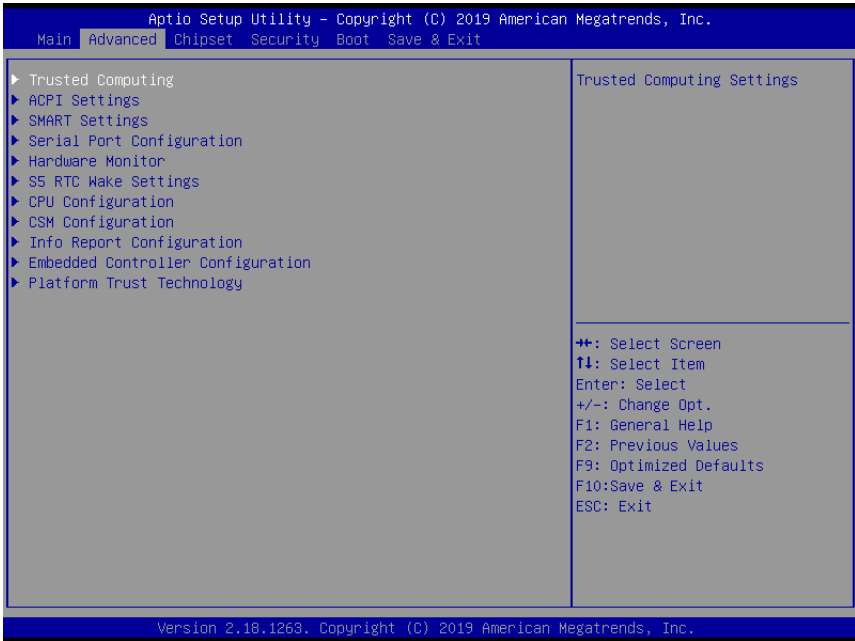 Aptio Setup Utility – Copyright (C) 2019 American Megatrends, Inc.
Main Advanced Chipset Security Boot Save & Exit
Trusted Computing
ACPI Settings
SMART Settings
Serial Port Configuration
Hardware Monitor
S5 RTC Wake Settings
CPU Configuration
CSM Configuration
Info Report Configuration
Embedded Controller Configuration
Platform Trust Technology
Trusted Computing Settings
→←: Select Screen
↑↓: Select Item
Enter: Select
+/-: Change Opt.
F1: General Help
F2: Previous Values
F9: Optimized Defaults
F10:Save & Exit
ESC: Exit
Version 2.18.1263. Copyright (C) 2019 American Megatrends, Inc.